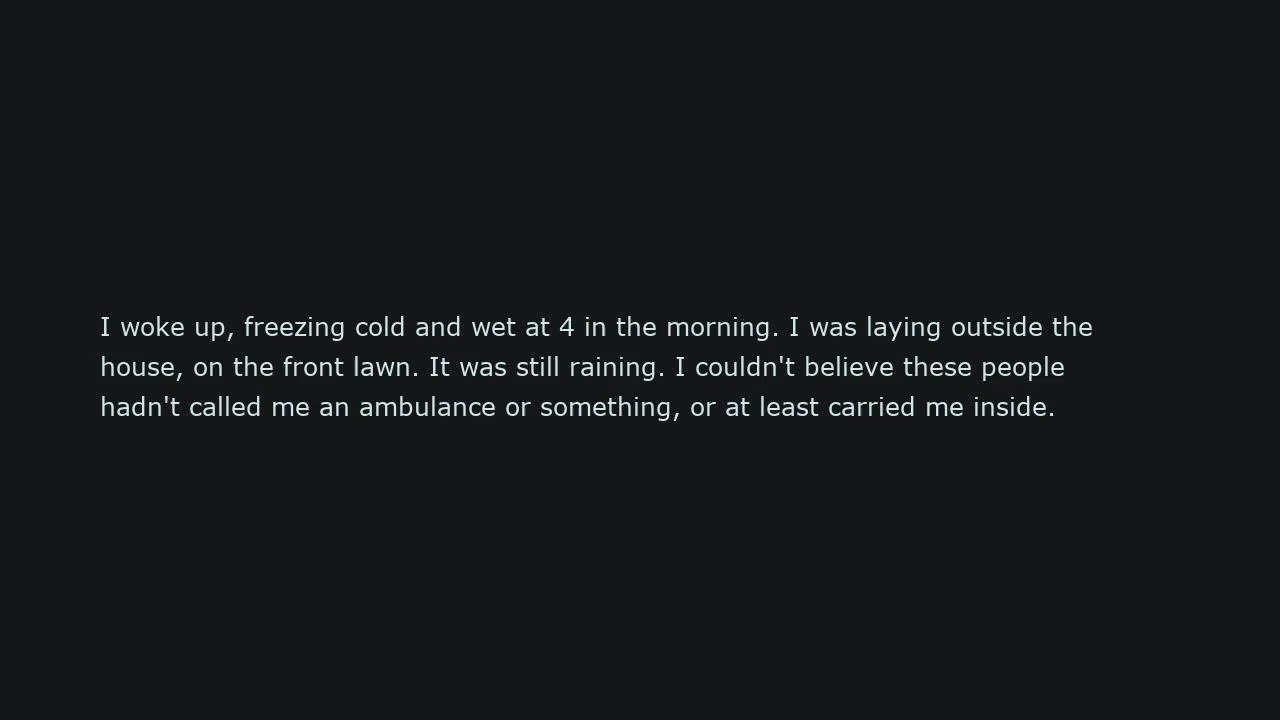 I woke up, freezing cold and wet at 4 in the morning. I was laying outside the
house, on the front lawn. It was still raining. I couldn't believe these people
hadn't called me an ambulance or something, or at least carried me inside.